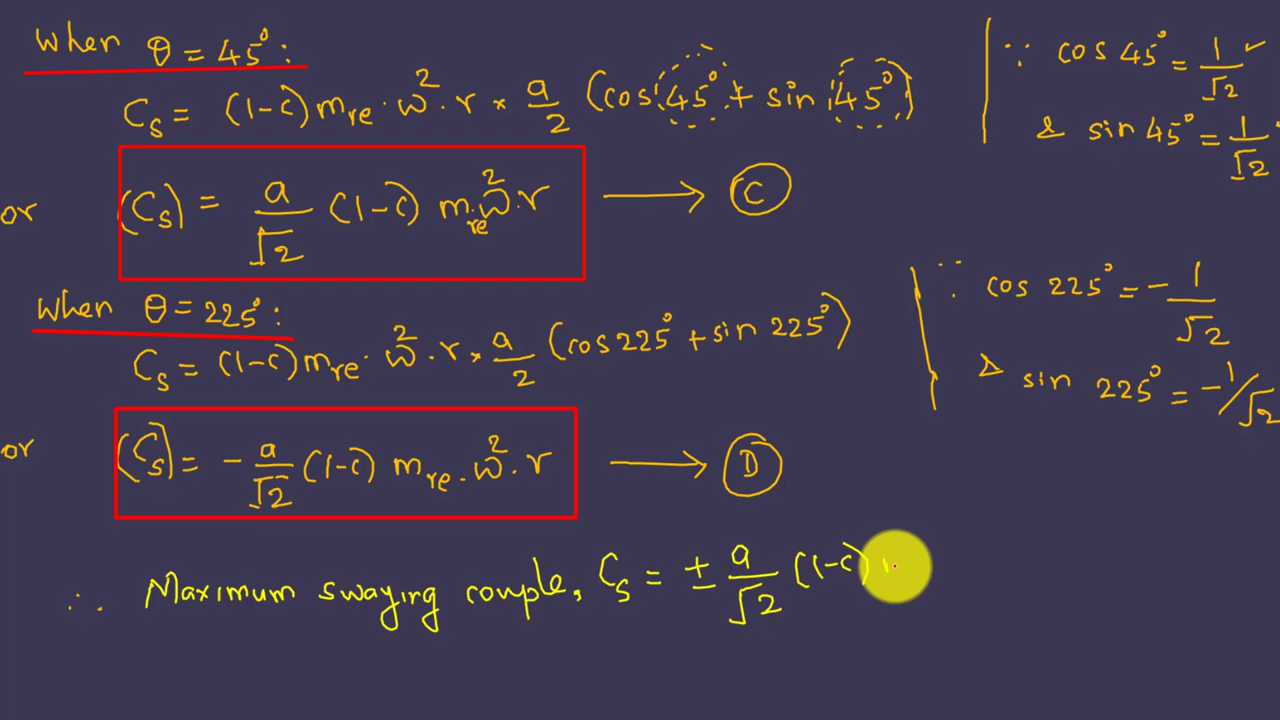 When θ = 45° :
∵ cos 45° = 1/√2 ✓
Cs = (1-c) mre · ω² · r × a/2 (cos 45° + sin 45°)
& sin 45° = 1/√2
or (Cs) = a/√2 (1-c) mre · ω² · r ⟶ C
When θ = 225° :
∵ cos 225° = - 1/√2
Cs = (1-c) mre · ω² · r × a/2 (cos 225° + sin 225°)
& sin 225° = -1/√2
or (Cs) = - a/√2 (1-c) mre · ω² · r ⟶ D
∴ Maximum swaying couple, Cs = ± a/√2 (1-c)